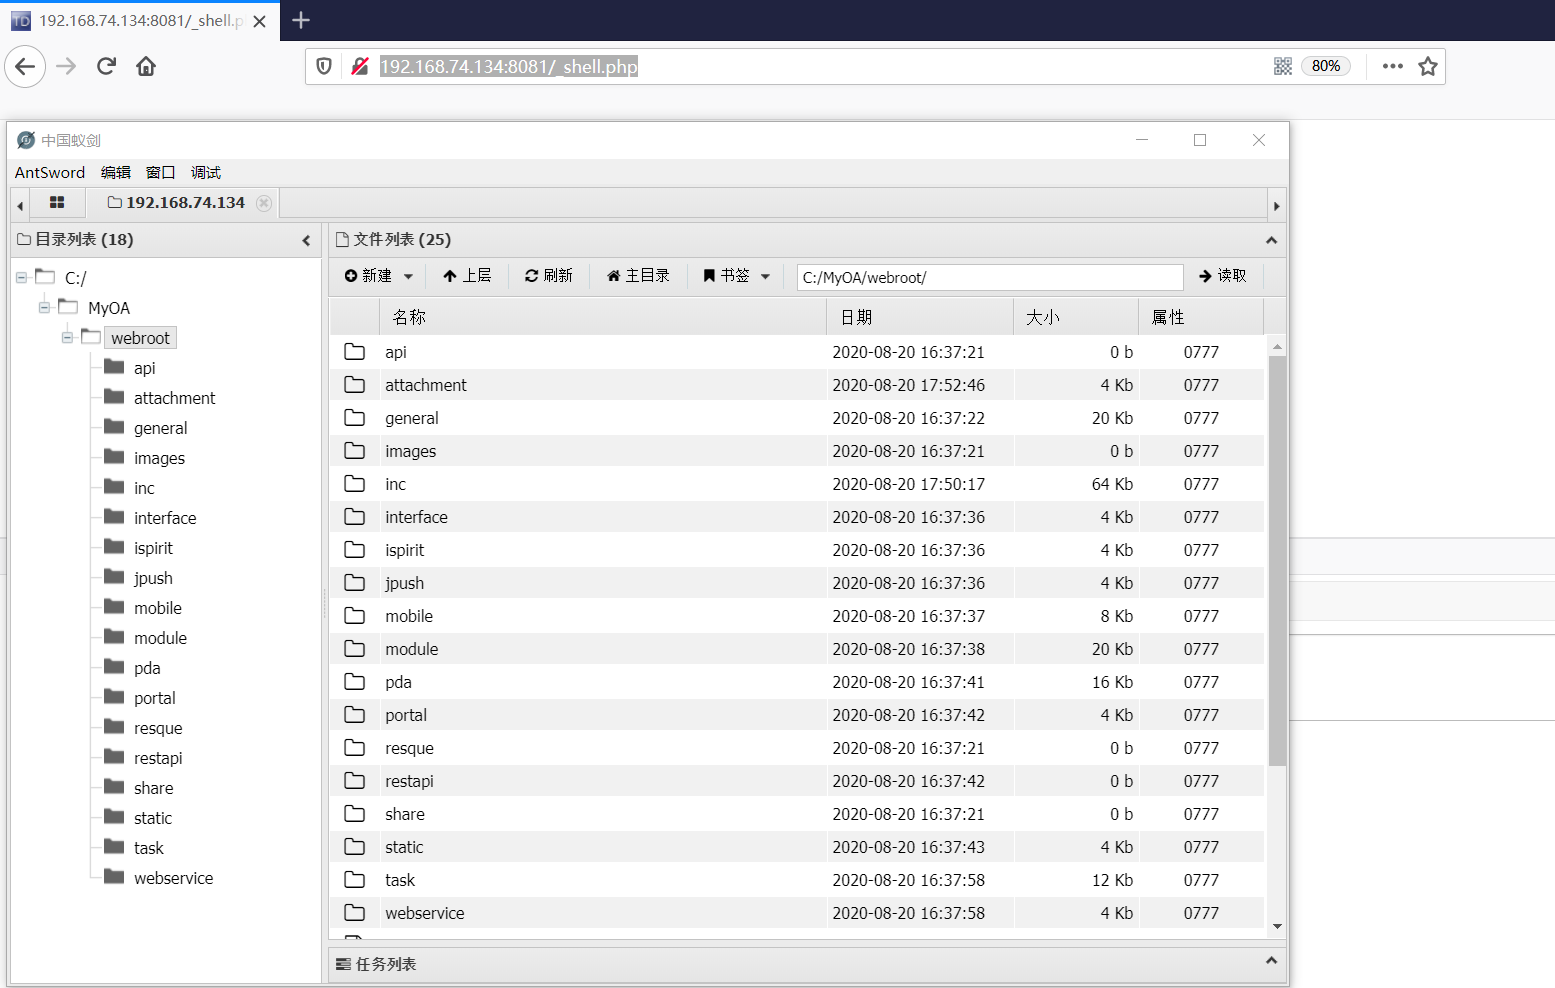 TD 192.168.74.134:8081/_shell.p
192.168.74.134:8081/_shell.php 80%
中国蚁剑
AntSword 编辑 窗口 调试
192.168.74.134
目录列表 (18)
C:/
MyOA
webroot
api
attachment
general
images
inc
interface
ispirit
jpush
mobile
module
pda
portal
resque
restapi
share
static
task
webservice
文件列表 (25)
新建 上层 刷新 主目录 书签 C:/MyOA/webroot/ 读取
名称 日期 大小 属性
api 2020-08-20 16:37:21 0 b 0777
attachment 2020-08-20 17:52:46 4 Kb 0777
general 2020-08-20 16:37:22 20 Kb 0777
images 2020-08-20 16:37:21 0 b 0777
inc 2020-08-20 17:50:17 64 Kb 0777
interface 2020-08-20 16:37:36 4 Kb 0777
ispirit 2020-08-20 16:37:36 4 Kb 0777
jpush 2020-08-20 16:37:36 4 Kb 0777
mobile 2020-08-20 16:37:37 8 Kb 0777
module 2020-08-20 16:37:38 20 Kb 0777
pda 2020-08-20 16:37:41 16 Kb 0777
portal 2020-08-20 16:37:42 4 Kb 0777
resque 2020-08-20 16:37:21 0 b 0777
restapi 2020-08-20 16:37:42 0 b 0777
share 2020-08-20 16:37:21 0 b 0777
static 2020-08-20 16:37:43 4 Kb 0777
task 2020-08-20 16:37:58 12 Kb 0777
webservice 2020-08-20 16:37:58 4 Kb 0777
任务列表